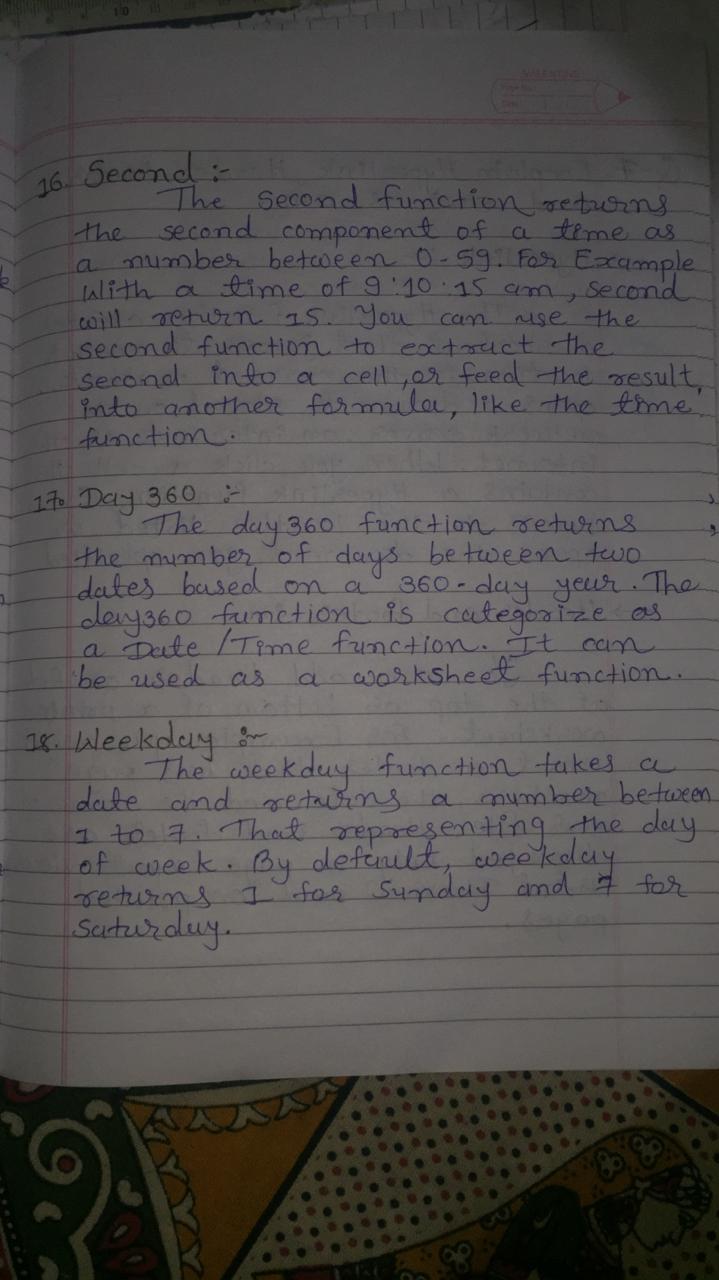 VALENTINE
Page No.
Date
16. Second :-
The Second function returns
the second component of a time as
a number between 0-59. For Example
With a time of 9:10:15 am, second
will return 15. You can use the
second function to extract the
second into a cell, or feed the result,
into another formula, like the time
function.
17. Day 360 :-
The day 360 function returns
the number of days between two
dates based on a 360-day year. The
day360 function is categorize as
a Date /Time function. It can
be used as a worksheet function.
18. Weekday :-
The weekday function takes a
date and returns a number between
1 to 7. That representing the day
of week. By default, weekday
returns 1 for Sunday and 7 for
Saturday.